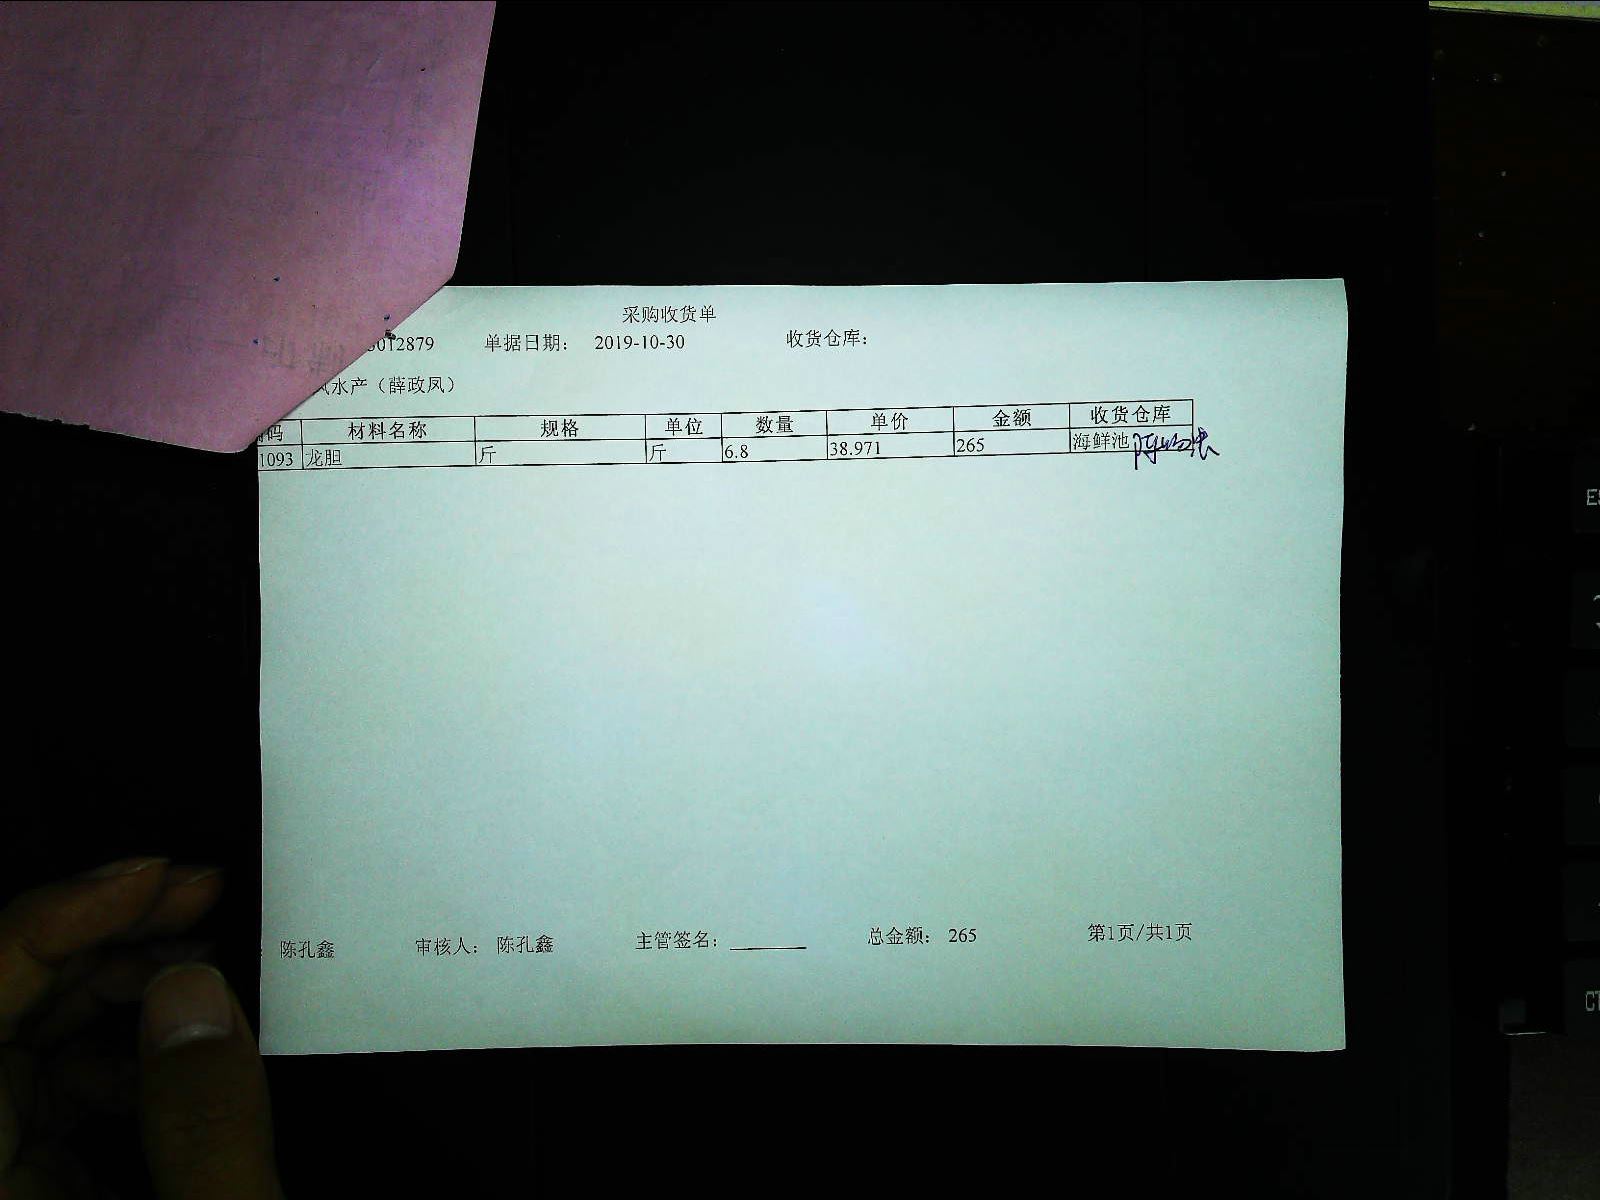 采购收货单
012879 单据日期： 2019-10-30 收货仓库：
水产（薛政凤）
码 材料名称 规格 单位 数量 单价 金额 收货仓库
1093 龙胆 斤 斤 6.8 38.971 265 海鲜池
陈孔鑫 审核人： 陈孔鑫 主管签名： 总金额： 265 第1页/共1页